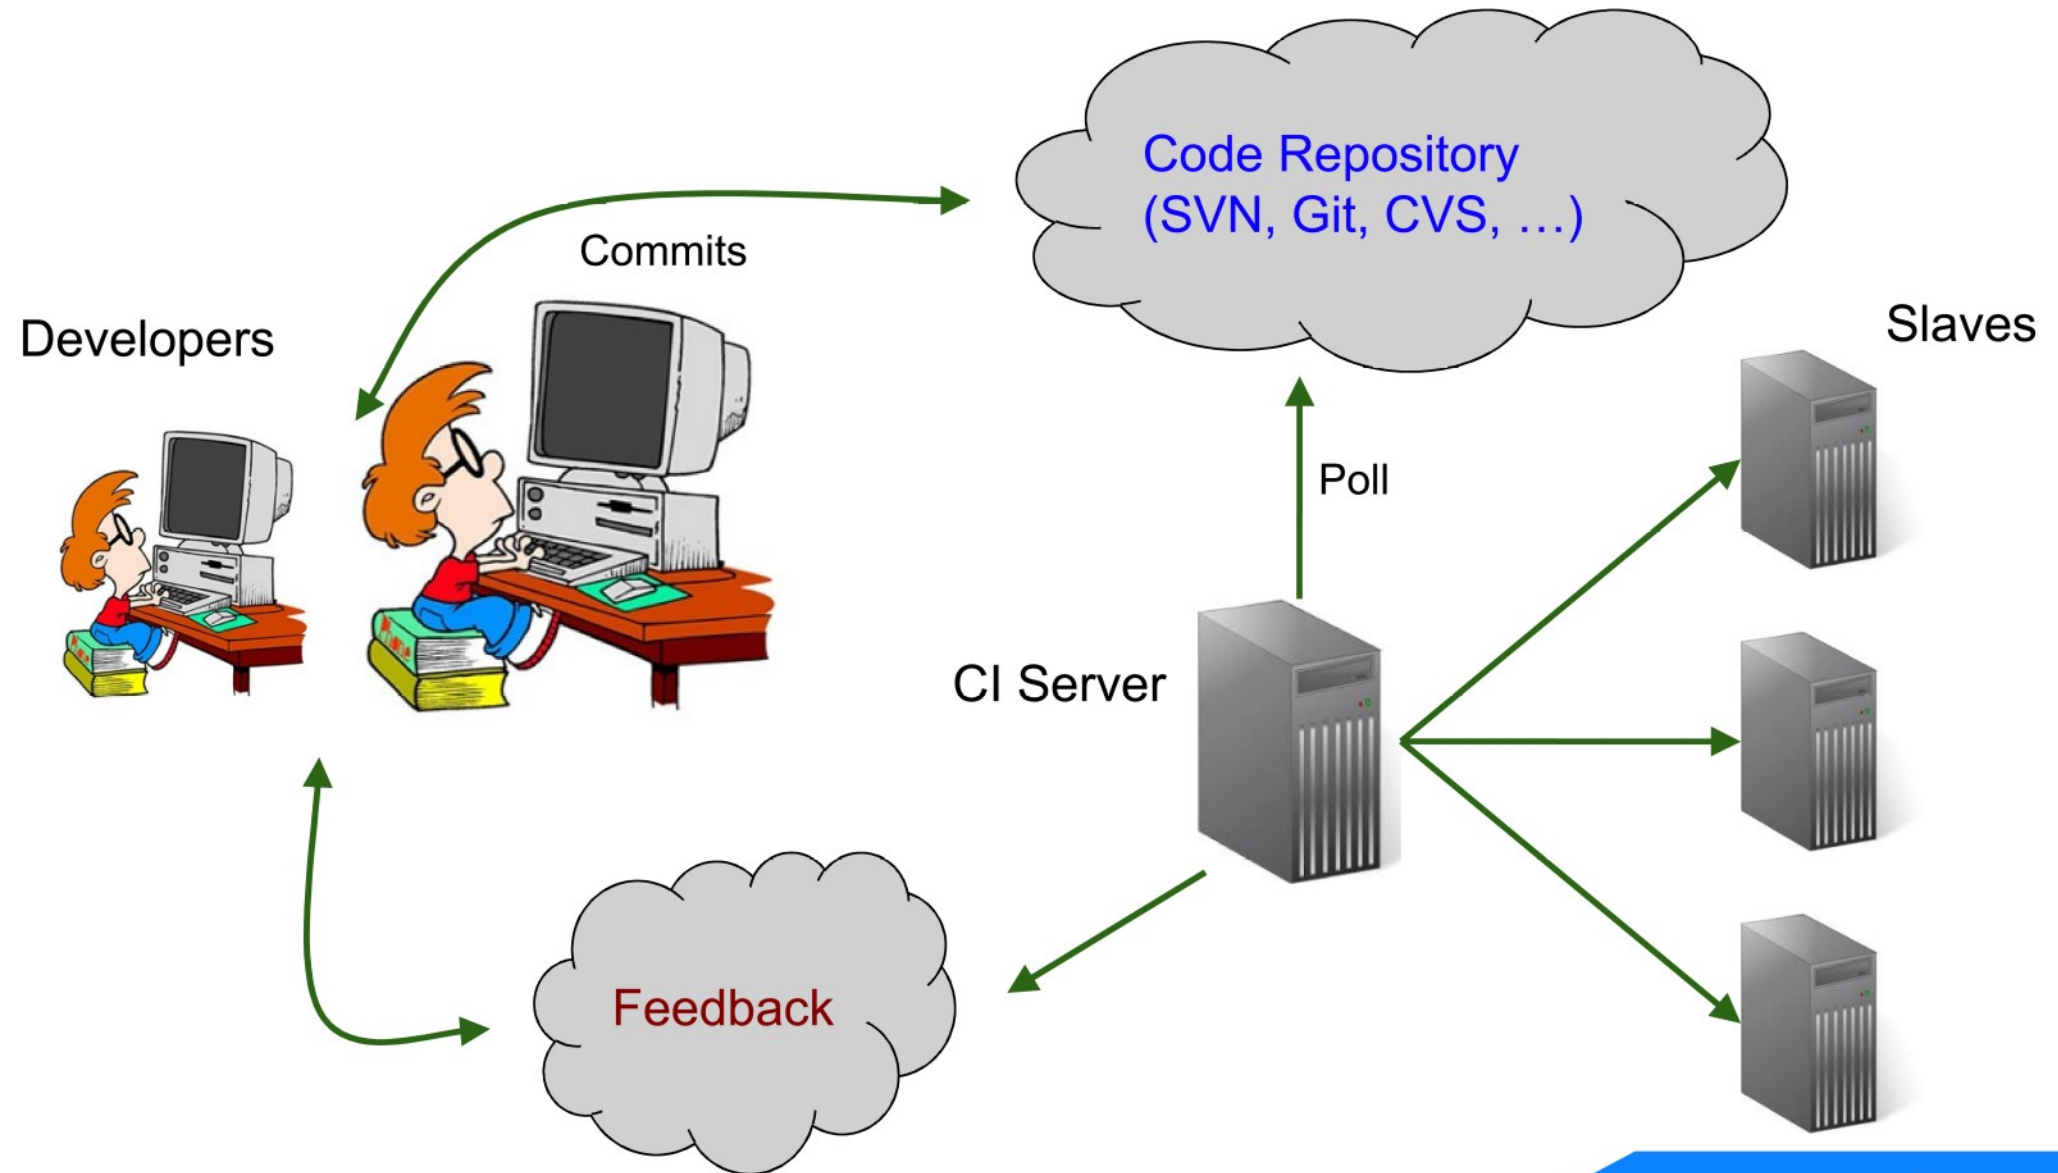 Code Repository
(SVN, Git, CVS, …)
Commits
Developers
Slaves
Poll
CI Server
Feedback